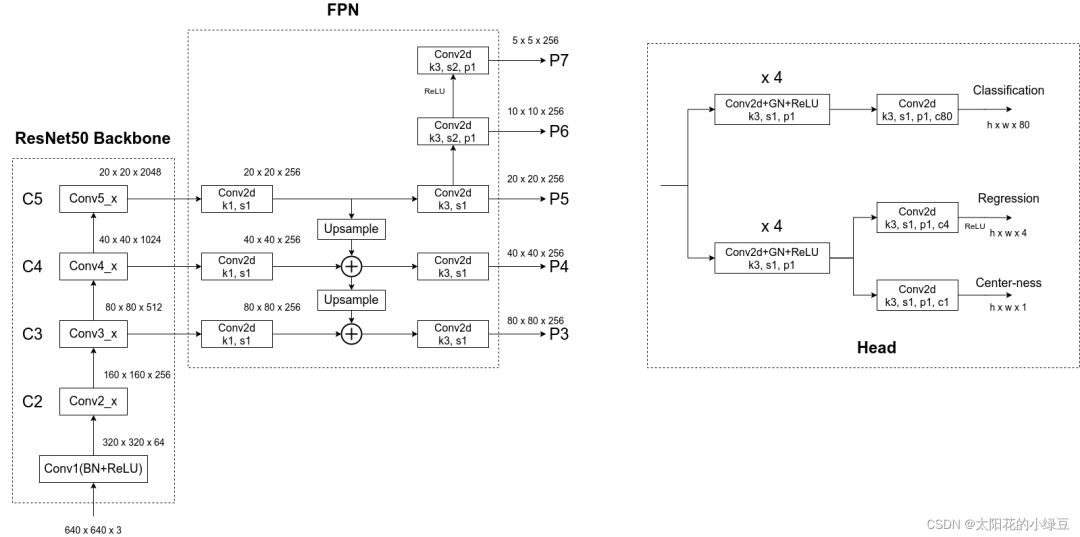 FPN
5 x 5 x 256
Conv2d
k3, s2, p1
P7
ReLU
10 x 10 x 256
Conv2d
k3, s2, p1
P6
ResNet50 Backbone
20 x 20 x 2048
20 x 20 x 256
20 x 20 x 256
C5
Conv5_x
Conv2d
k1, s1
Conv2d
k3, s1
P5
Upsample
40 x 40 x 1024
40 x 40 x 256
40 x 40 x 256
C4
Conv4_x
Conv2d
k1, s1
Conv2d
k3, s1
P4
Upsample
80 x 80 x 512
80 x 80 x 256
80 x 80 x 256
C3
Conv3_x
Conv2d
k1, s1
Conv2d
k3, s1
P3
160 x 160 x 256
C2
Conv2_x
320 x 320 x 64
Conv1(BN+ReLU)
640 x 640 x 3
x 4
Conv2d+GN+ReLU
k3, s1, p1
Conv2d
k3, s1, p1, c80
Classification
h x w x 80
x 4
Conv2d+GN+ReLU
k3, s1, p1
Conv2d
k3, s1, p1, c4
Regression
ReLU
h x w x 4
Conv2d
k3, s1, p1, c1
Center-ness
h x w x 1
Head
CSDN @太阳花的小绿豆